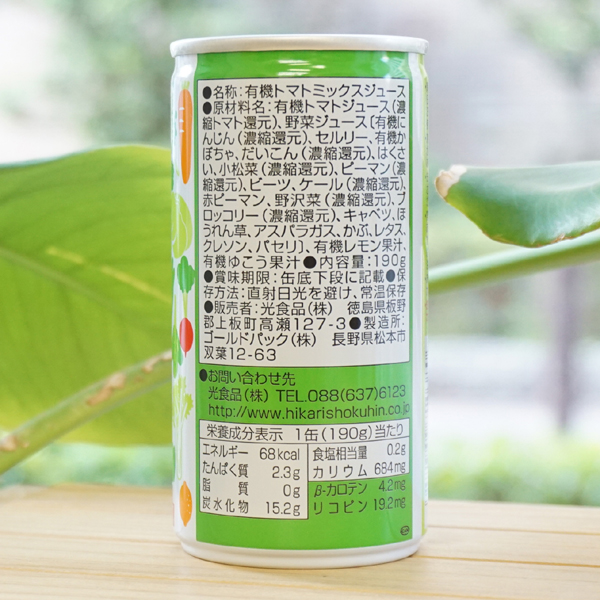 ●名称：有機トマトミックスジュース
●原材料名：有機トマトジュース（濃
縮トマト還元）、野菜ジュース〔有機に
んじん（濃縮還元）、セルリー、有機か
ぼちゃ、だいこん（濃縮還元）、はくさ
い、小松菜（濃縮還元）、ピーマン（濃
縮還元）、ビーツ、ケール（濃縮還元）、
赤ピーマン、野沢菜（濃縮還元）、ブ
ロッコリー（濃縮還元）、キャベツ、ほ
うれん草、アスパラガス、かぶ、レタス、
クレソン、パセリ〕、有機レモン果汁、
有機ゆこう果汁●内容量：190g
●賞味期限：缶底下段に記載●保
存方法：直射日光を避け、常温保存
●販売者：光食品（株） 徳島県板野
郡上板町高瀬127-3●製造所：
ゴールドパック（株） 長野県松本市
双葉12-63
●お問い合わせ先
光食品（株） TEL.088(637)6123
http://www.hikarishokuhin.co.jp
栄養成分表示 1缶（190g）当たり
エネルギー 68kcal
たんぱく質 2.3g
脂質 0g
炭水化物 15.2g
食塩相当量 0.2g
カリウム 684mg
β-カロテン 4.2mg
リコピン 19.2mg